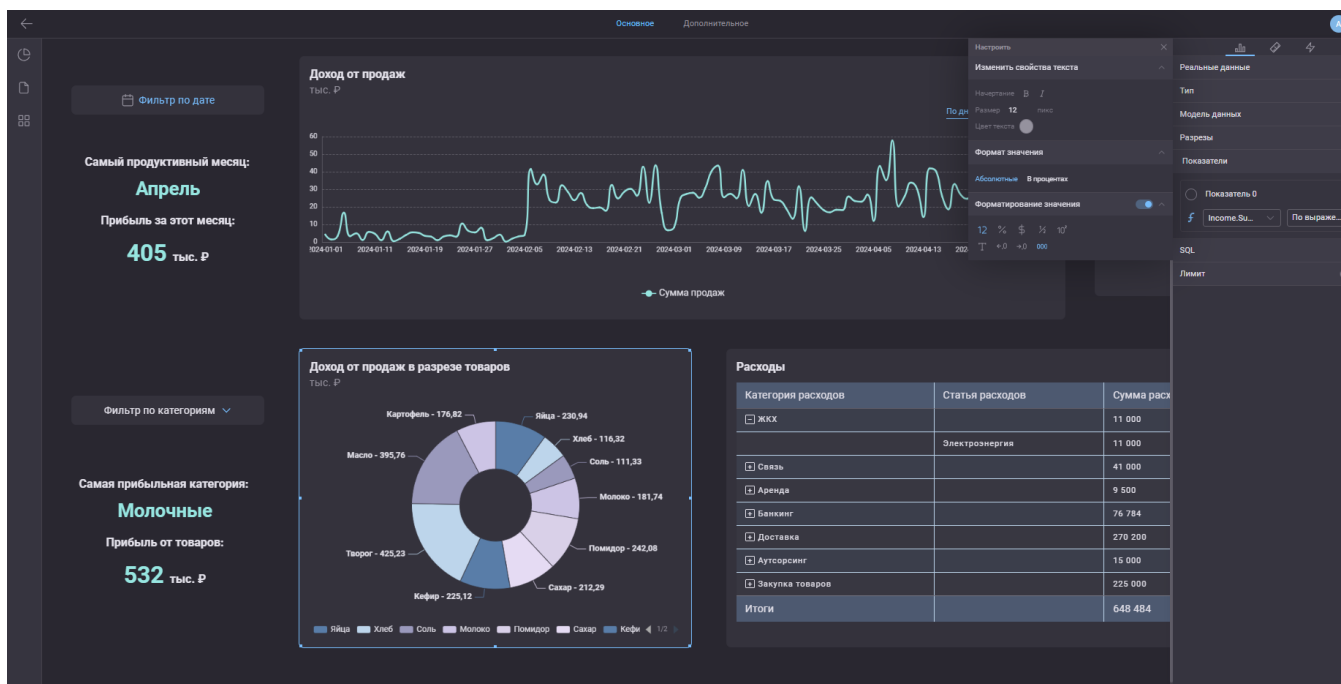 Основное Дополнительное
Фильтр по дате
Самый продуктивный месяц:
Апрель
Прибыль за этот месяц:
405 тыс. ₽
Доход от продаж
тыс. ₽
По дн
60
50
40
30
20
10
0
2024-01-01 2024-01-11 2024-01-19 2024-01-27 2024-02-05 2024-02-13 2024-02-21 2024-03-01 2024-03-09 2024-03-17 2024-03-25 2024-04-05 2024-04-13 202
Сумма продаж
Настроить
Изменить свойства текста
Начертание B I
Размер 12 пикс
Цвет текста
Формат значения
Абсолютные В процентах
Форматирование значения
12 % $ ⅓ 10ˣ
T ←,0 →,0 000
Реальные данные
Тип
Модель данных
Разрезы
Показатели
Показатель 0
f Income.Su... По выраже...
SQL
Лимит
Фильтр по категориям
Самая прибыльная категория:
Молочные
Прибыль от товаров:
532 тыс. ₽
Доход от продаж в разрезе товаров
тыс. ₽
Картофель - 176,82
Яйца - 230,94
Хлеб - 116,32
Масло - 395,76
Соль - 111,33
Молоко - 181,74
Творог - 425,23
Помидор - 242,08
Сахар - 212,29
Кефир - 225,12
Яйца Хлеб Соль Молоко Помидор Сахар Кефи 1/2
Расходы
Категория расходов Статья расходов Сумма расх
ЖКХ 11 000
Электроэнергия 11 000
Связь 41 000
Аренда 9 500
Банкинг 76 784
Доставка 270 200
Аутсорсинг 15 000
Закупка товаров 225 000
Итоги 648 484